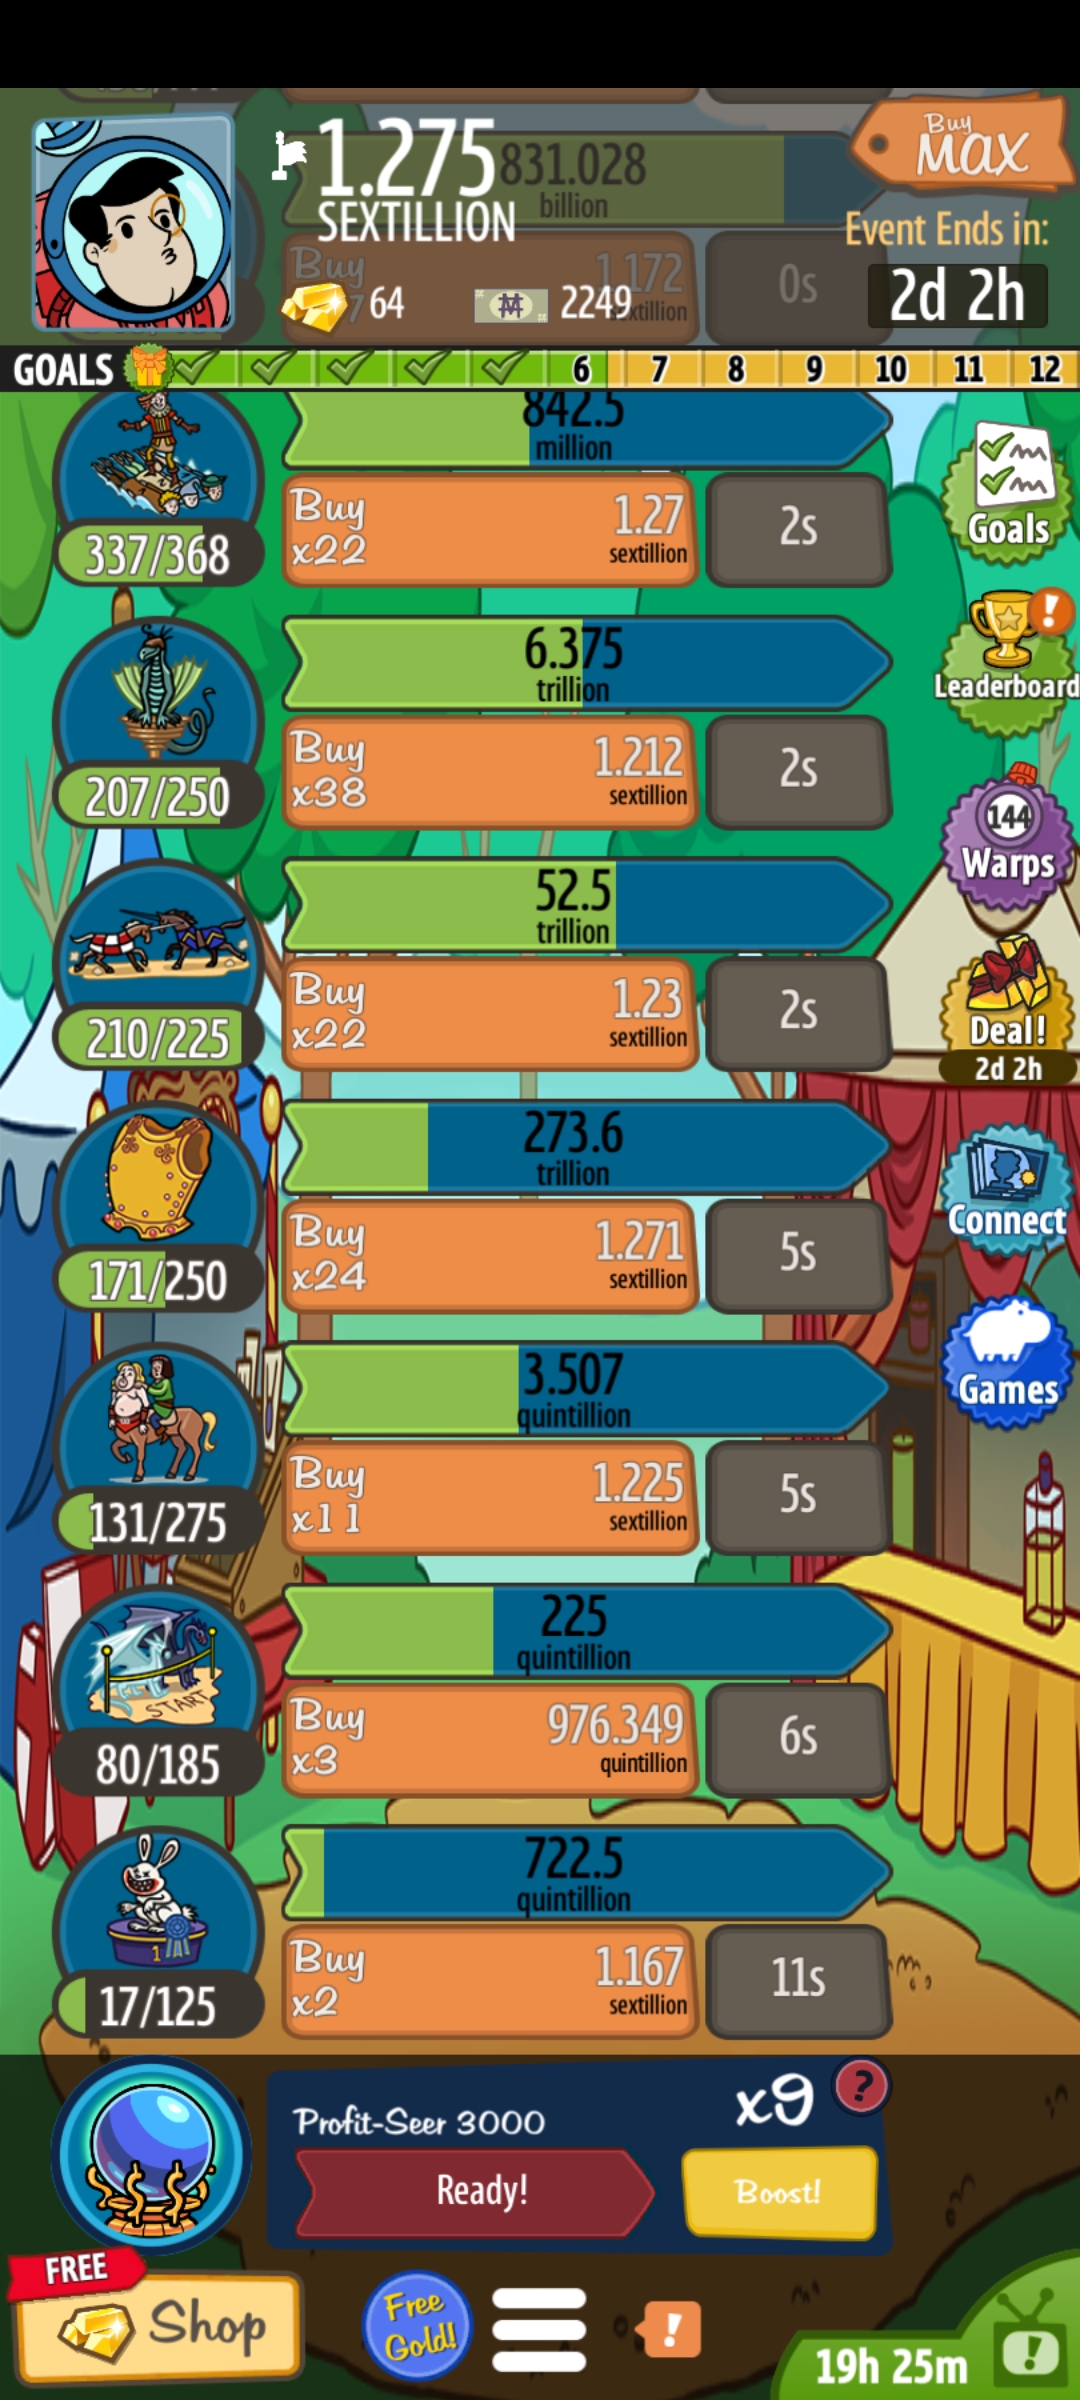 1.275
SEXTILLION
831.028
billion
Buy
MAX
Event Ends in:
2d 2h
64
2249
Buy
1.172
sextillion
0s
GOALS
6 7 8 9 10 11 12
842.5
million
337/368
Buy
x22
1.27
sextillion
2s
Goals
6.375
trillion
207/250
Buy
x38
1.212
sextillion
2s
!
Leaderboard
52.5
trillion
210/225
Buy
x22
1.23
sextillion
2s
144
Warps
Deal!
2d 2h
273.6
trillion
171/250
Buy
x24
1.271
sextillion
5s
Connect
3.507
quintillion
131/275
Buy
x11
1.225
sextillion
5s
Games
225
quintillion
START
80/185
Buy
x3
976.349
quintillion
6s
722.5
quintillion
1
17/125
Buy
x2
1.167
sextillion
11s
Profit-Seer 3000
x9
?
Ready!
Boost!
FREE
Shop
Free
Gold!
!
19h 25m
!